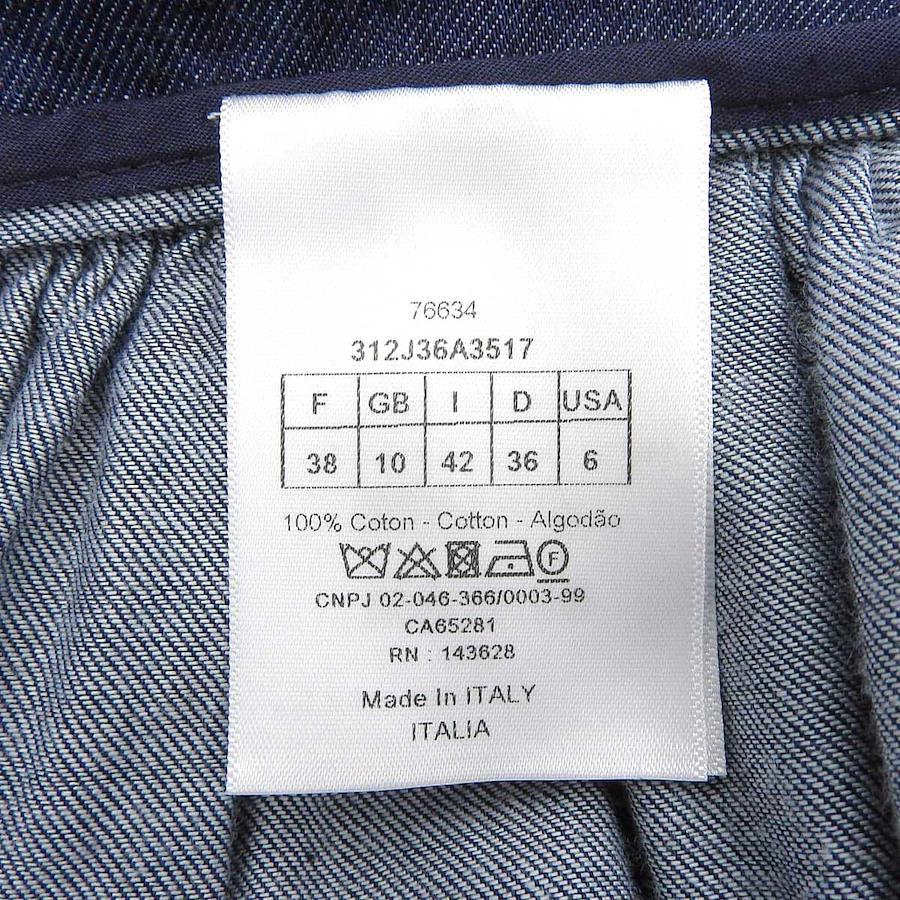 76634
312J36A3517
F GB I D USA
38 10 42 36 6
100% Coton - Cotton - Algodão
F
CNPJ 02-046-366/0003-99
CA65281
RN : 143628
Made In ITALY
ITALIA